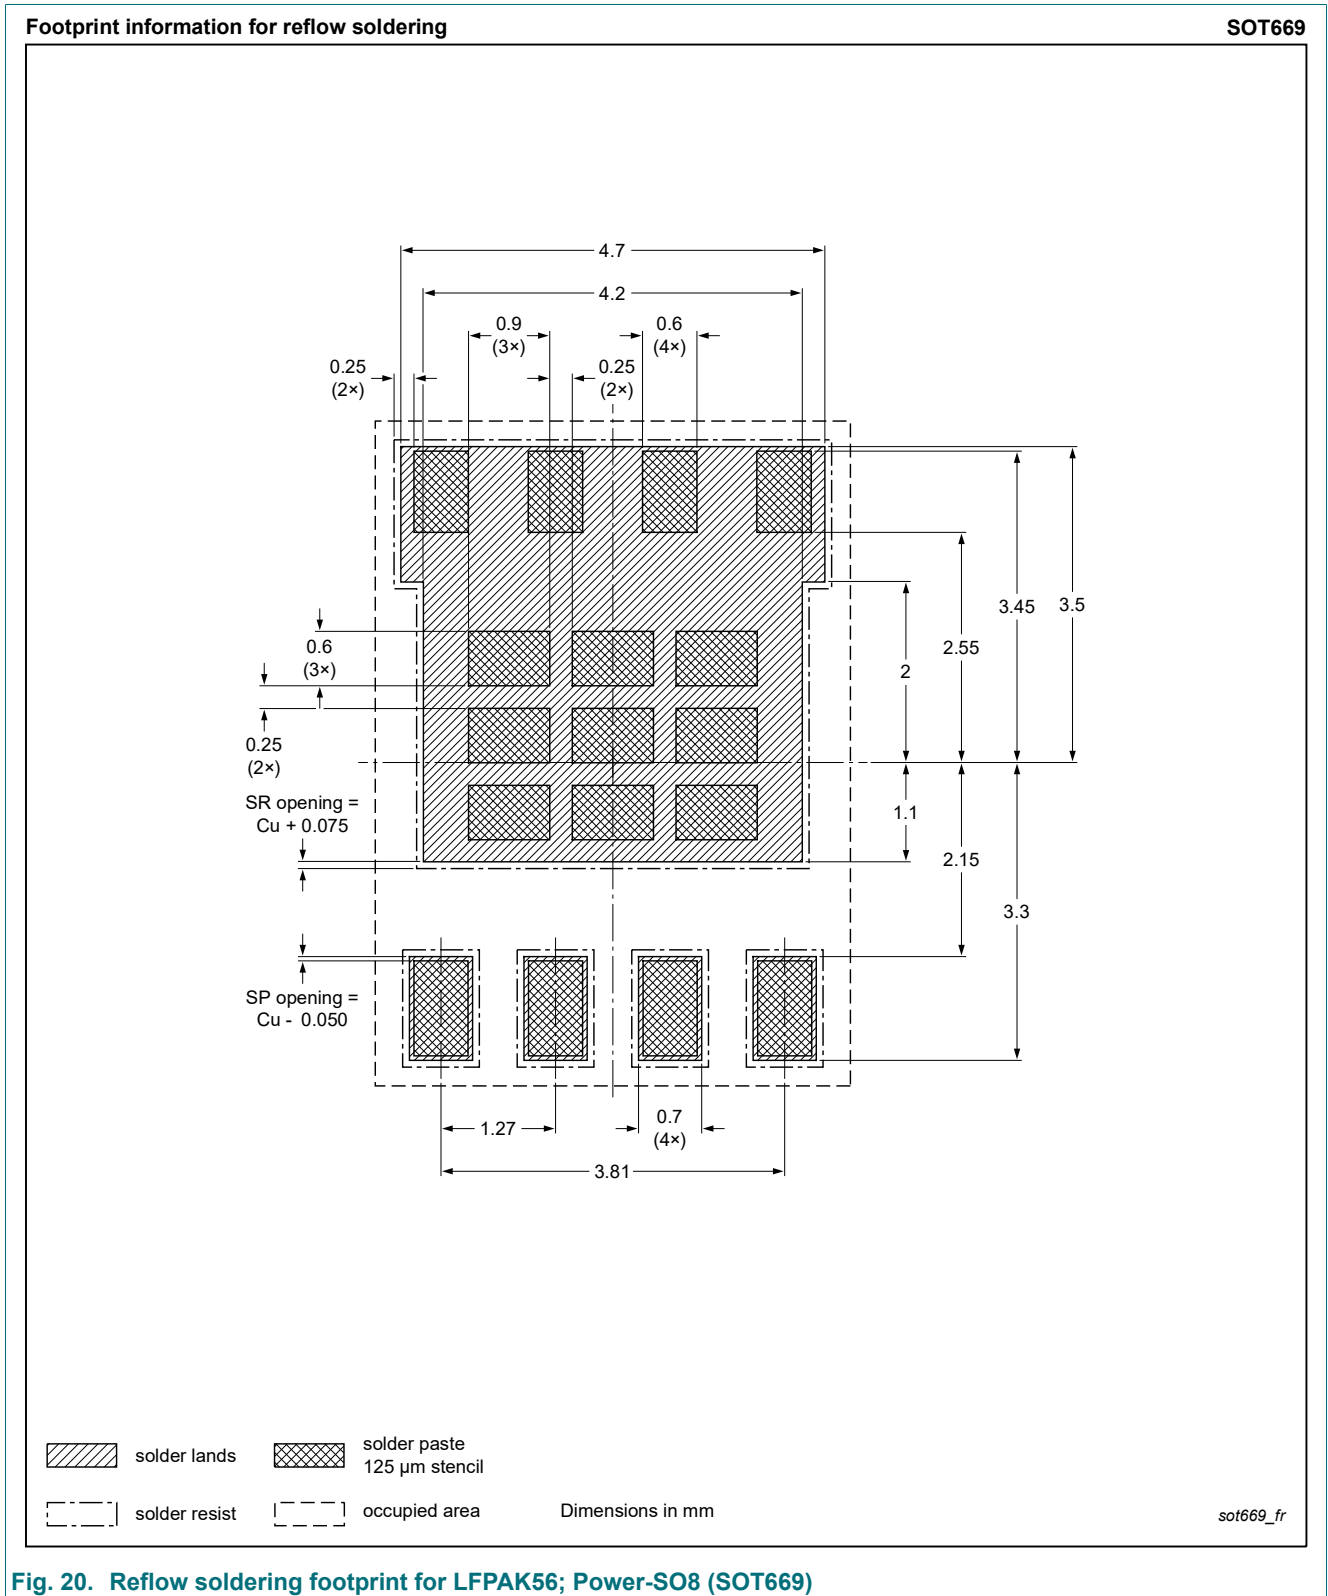 Footprint information for reflow soldering
SOT669
4.7
4.2
0.9
(3×)
0.6
(4×)
0.25
(2×)
0.25
(2×)
3.45
3.5
2.55
2
0.6
(3×)
0.25
(2×)
SR opening =
Cu + 0.075
1.1
2.15
3.3
SP opening =
Cu - 0.050
1.27
0.7
(4×)
3.81
solder lands
solder paste
125 µm stencil
solder resist
occupied area
Dimensions in mm
sot669_fr
Fig. 20. Reflow soldering footprint for LFPAK56; Power-SO8 (SOT669)